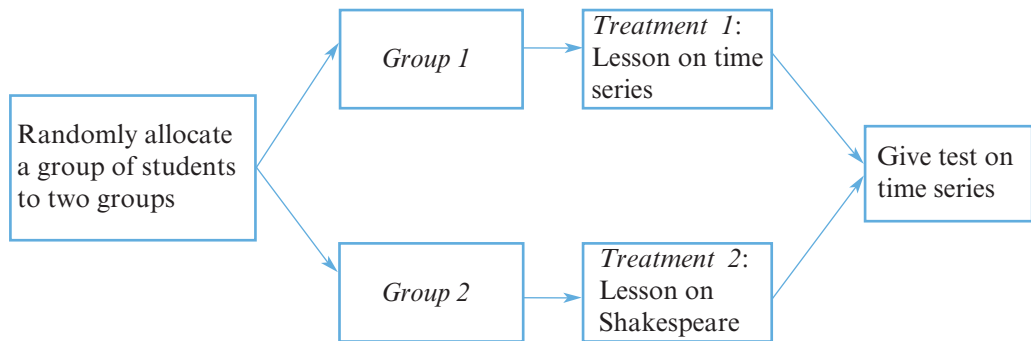 Randomly allocate
a group of students
to two groups
Group 1
Treatment 1:
Lesson on time
series
Group 2
Treatment 2:
Lesson on
Shakespeare
Give test on
time series